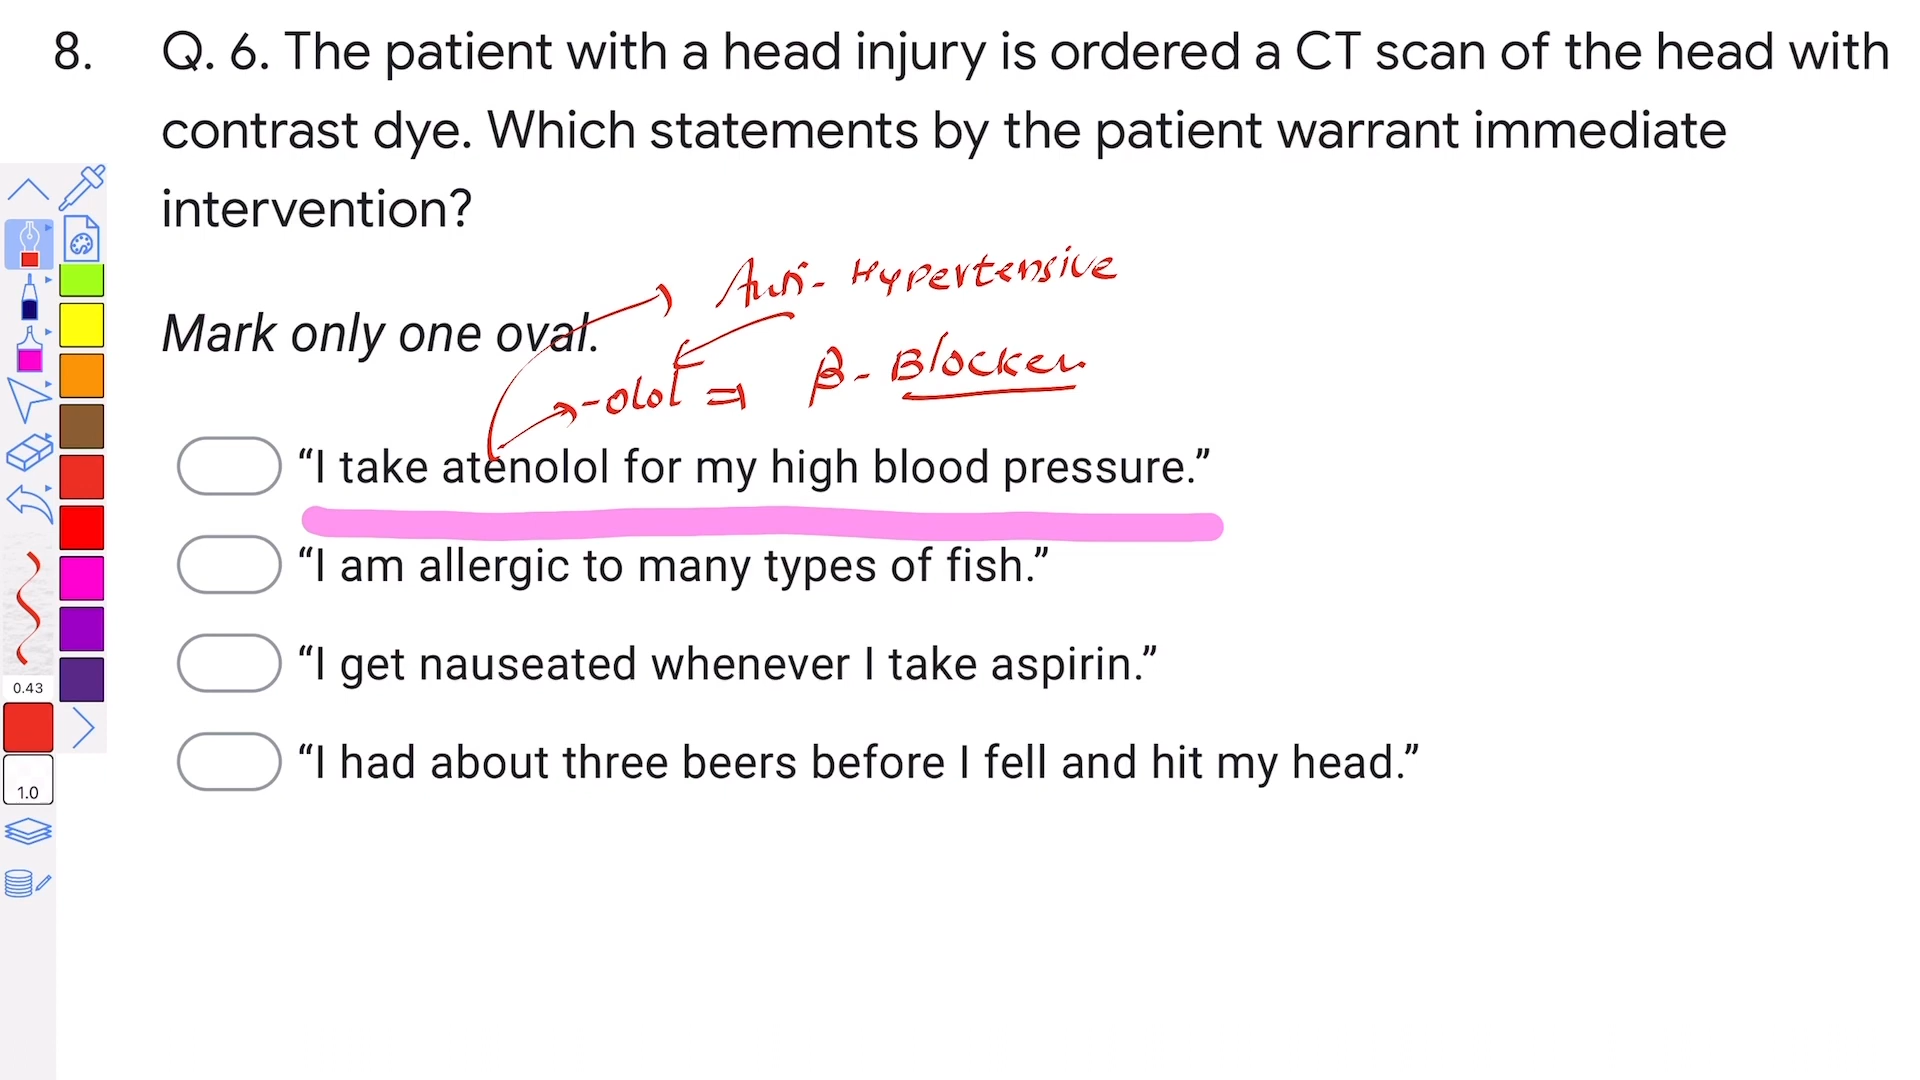 8. Q. 6. The patient with a head injury is ordered a CT scan of the head with
contrast dye. Which statements by the patient warrant immediate
intervention?
Anti- Hypertensive
Mark only one oval.
-olol ⇒ β-Blocker
“I take atenolol for my high blood pressure.”
“I am allergic to many types of fish.”
“I get nauseated whenever I take aspirin.”
0.43
“I had about three beers before I fell and hit my head.”
1.0